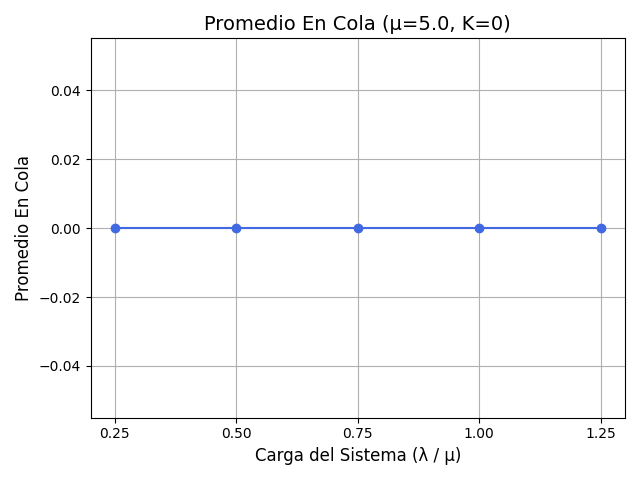 Promedio En Cola (μ=5.0, K=0)
Promedio En Cola
0.04
0.02
0.00
−0.02
−0.04
0.25 0.50 0.75 1.00 1.25
Carga del Sistema (λ / μ)